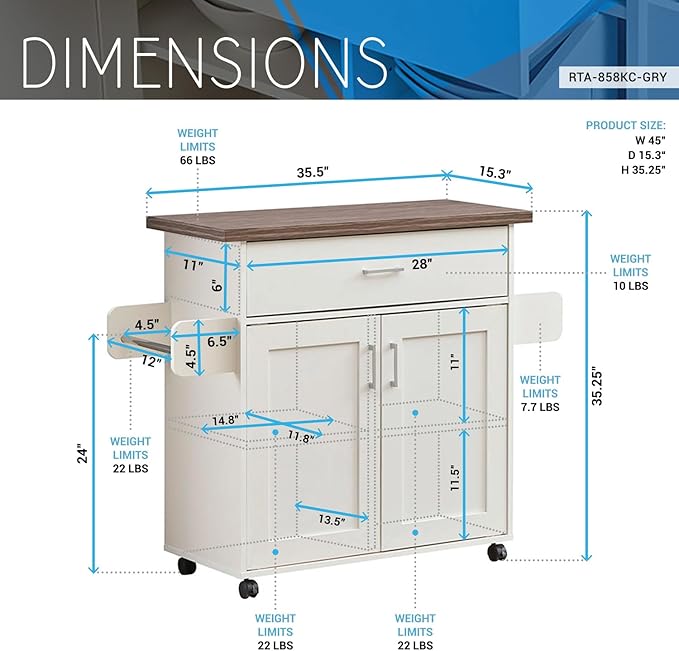 DIMENSIONS
RTA-858KC-GRY
PRODUCT SIZE:
W 45"
D 15.3"
H 35.25"
WEIGHT
LIMITS
66 LBS
35.5"
15.3"
11"
6"
28"
WEIGHT
LIMITS
10 LBS
4.5"
12"
4.5"
6.5"
11"
WEIGHT
LIMITS
7.7 LBS
35.25"
24"
WEIGHT
LIMITS
22 LBS
14.8"
11.8"
11.5"
13.5"
WEIGHT
LIMITS
22 LBS
WEIGHT
LIMITS
22 LBS